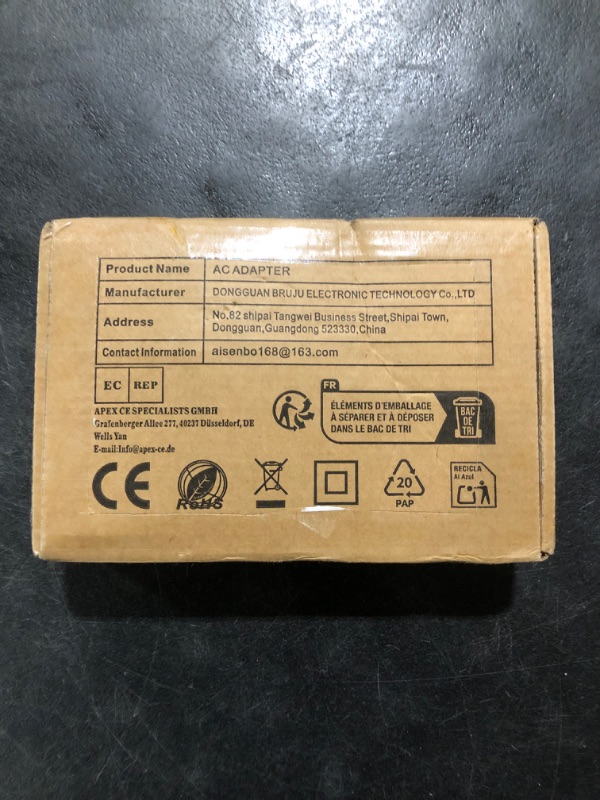 Product Name AC ADAPTER
Manufacturer DONGGUAN BRUJU ELECTRONIC TECHNOLOGY Co.,LTD
Address No.82 shipai Tangwei Business Street,Shipai Town,
Dongguan,Guangdong 523330,China
Contact Information aisenbo168@163.com
EC REP
APEX CE SPECIALISTS GMBH
Grafenberger Allee 277, 40237 Düsseldorf, DE
Wells Yan
E-mail:Info@apex-ce.de
FR
ÉLÉMENTS D'EMBALLAGE
À SÉPARER ET À DÉPOSER
DANS LE BAC DE TRI
BAC
DE
TRI
CE
RoHS
20
PAP
RECICLA
Al Azul